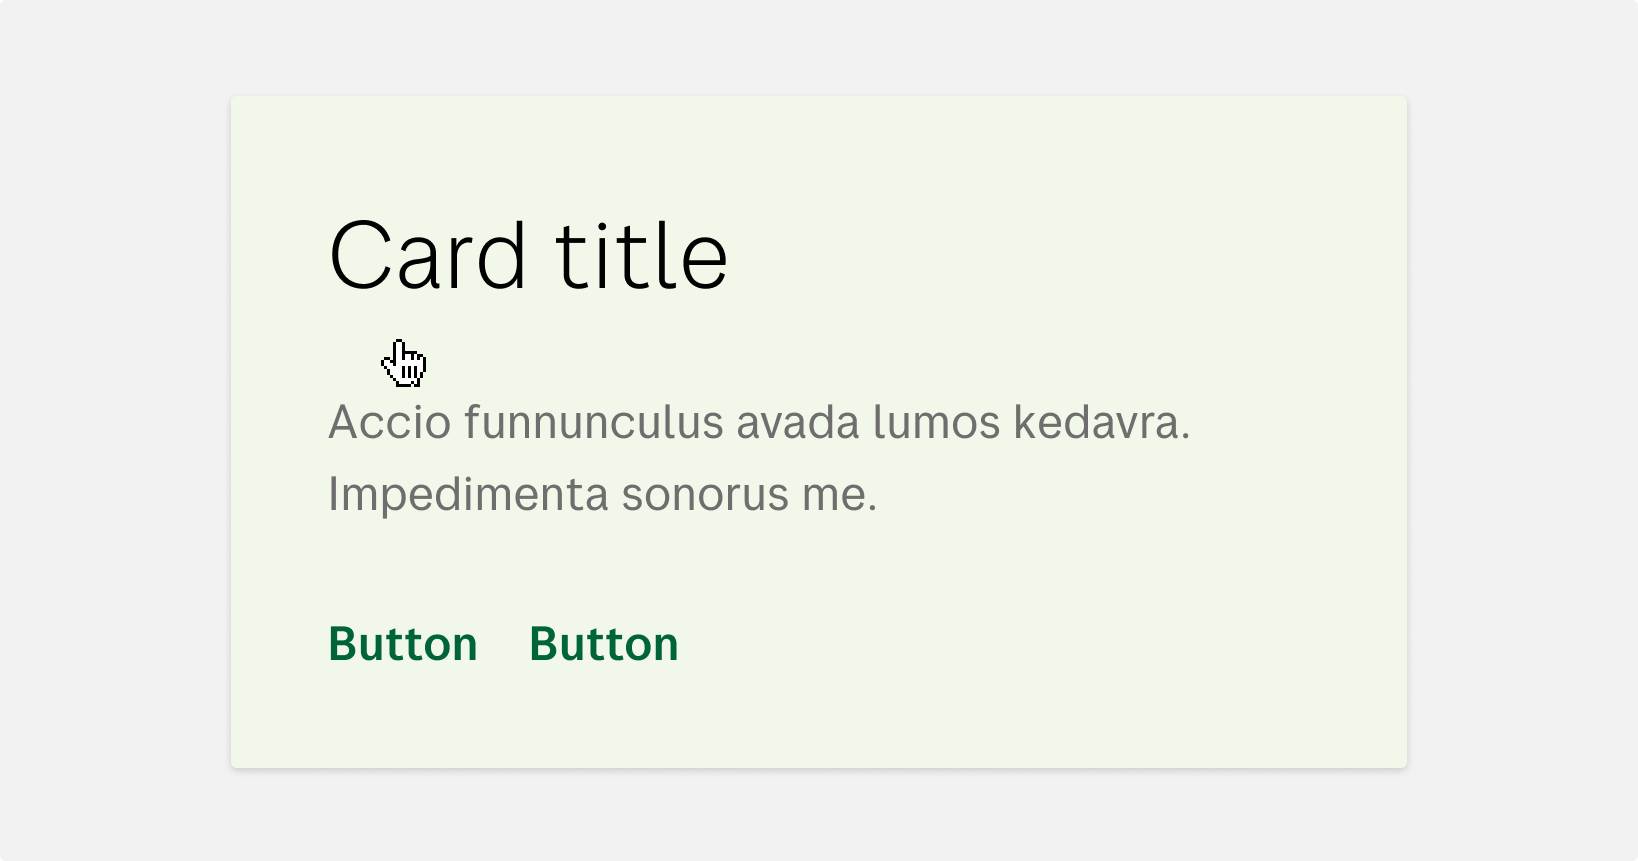 Card title
Accio funnunculus avada lumos kedavra.
Impedimenta sonorus me.
Button Button